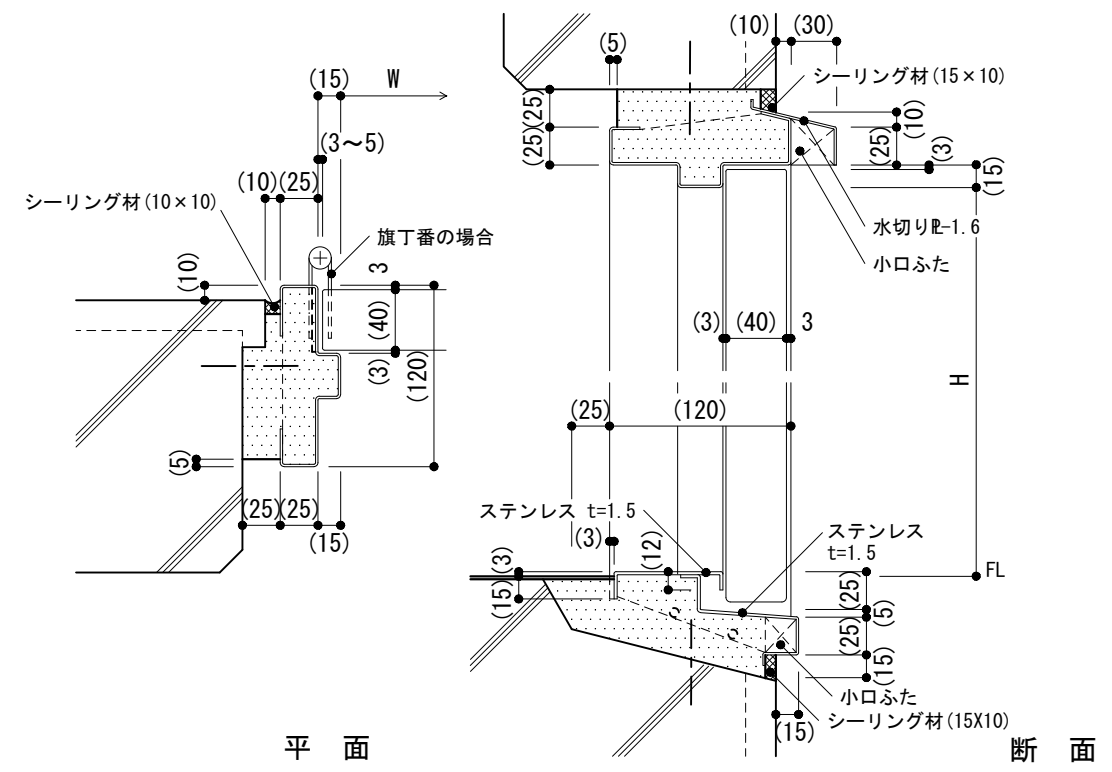 (15)
W
(3～5)
(10)
(25)
シーリング材(10×10)
旗丁番の場合
(10)
3
(40)
(3)
(120)
(5)
(25)
(25)
(15)
平 面
(10)
(30)
(5)
シーリング材(15×10)
(25)
(25)
(10)
(25)
(3)
(15)
水切りPL-1.6
小口ふた
(3)
(40)
3
H
(25)
(120)
ステンレス t=1.5
ステンレス
t=1.5
(3)
(12)
(3)
(15)
FL
(25)
(5)
(25)
(15)
小口ふた
シーリング材(15X10)
(15)
断 面